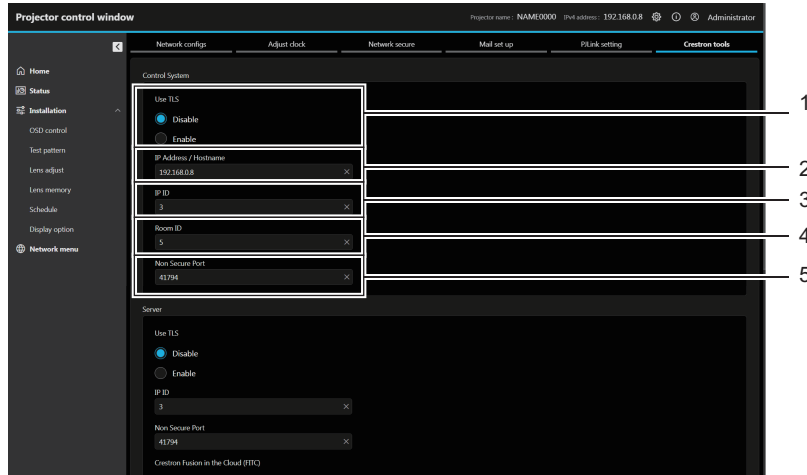 Projector control window
Projector name : NAME0000 IPv4 address : 192.168.0.8 Administrator
Network configs Adjust clock Network secure Mail set up PJLink setting Crestron tools
Home
Status
Installation
OSD control
Test pattern
Lens adjust
Lens memory
Schedule
Display option
Network menu
Control System
Use TLS
Disable
Enable
1
IP Address / Hostname
192.168.0.8
2
IP ID
3
3
Room ID
5
4
Non Secure Port
41794
5
Server
Use TLS
Disable
Enable
IP ID
3
Non Secure Port
41794
Crestron Fusion in the Cloud (FITC)